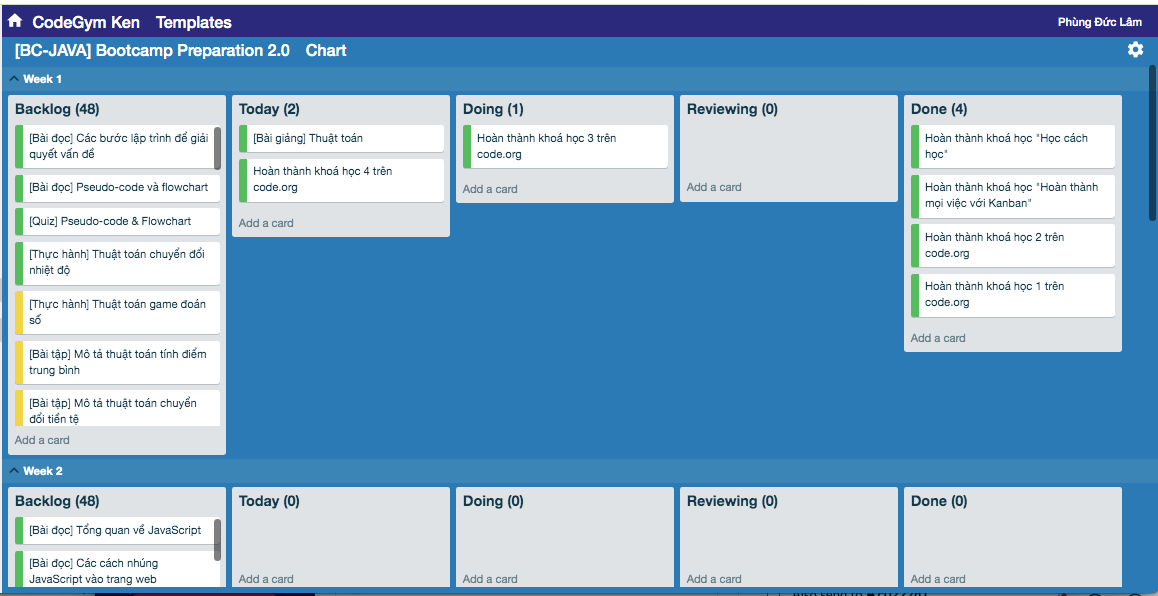 CodeGym Ken Templates Phùng Đức Lâm
[BC-JAVA] Bootcamp Preparation 2.0 Chart
Week 1
Backlog (48)
[Bài đọc] Các bước lập trình để giải
quyết vấn đề
[Bài đọc] Pseudo-code và flowchart
[Quiz] Pseudo-code & Flowchart
[Thực hành] Thuật toán chuyển đổi
nhiệt độ
[Thực hành] Thuật toán game đoán
số
[Bài tập] Mô tả thuật toán tính điểm
trung bình
[Bài tập] Mô tả thuật toán chuyển
đổi tiền tệ
Add a card
Today (2)
[Bài giảng] Thuật toán
Hoàn thành khoá học 4 trên
code.org
Add a card
Doing (1)
Hoàn thành khoá học 3 trên
code.org
Add a card
Reviewing (0)
Add a card
Done (4)
Hoàn thành khoá học "Học cách
học"
Hoàn thành khoá học "Hoàn thành
mọi việc với Kanban"
Hoàn thành khoá học 2 trên
code.org
Hoàn thành khoá học 1 trên
code.org
Add a card
Week 2
Backlog (48)
[Bài đọc] Tổng quan về JavaScript
[Bài đọc] Các cách nhúng
JavaScript vào trang web
Today (0)
Add a card
Doing (0)
Add a card
Reviewing (0)
Add a card
Done (0)
Add a card